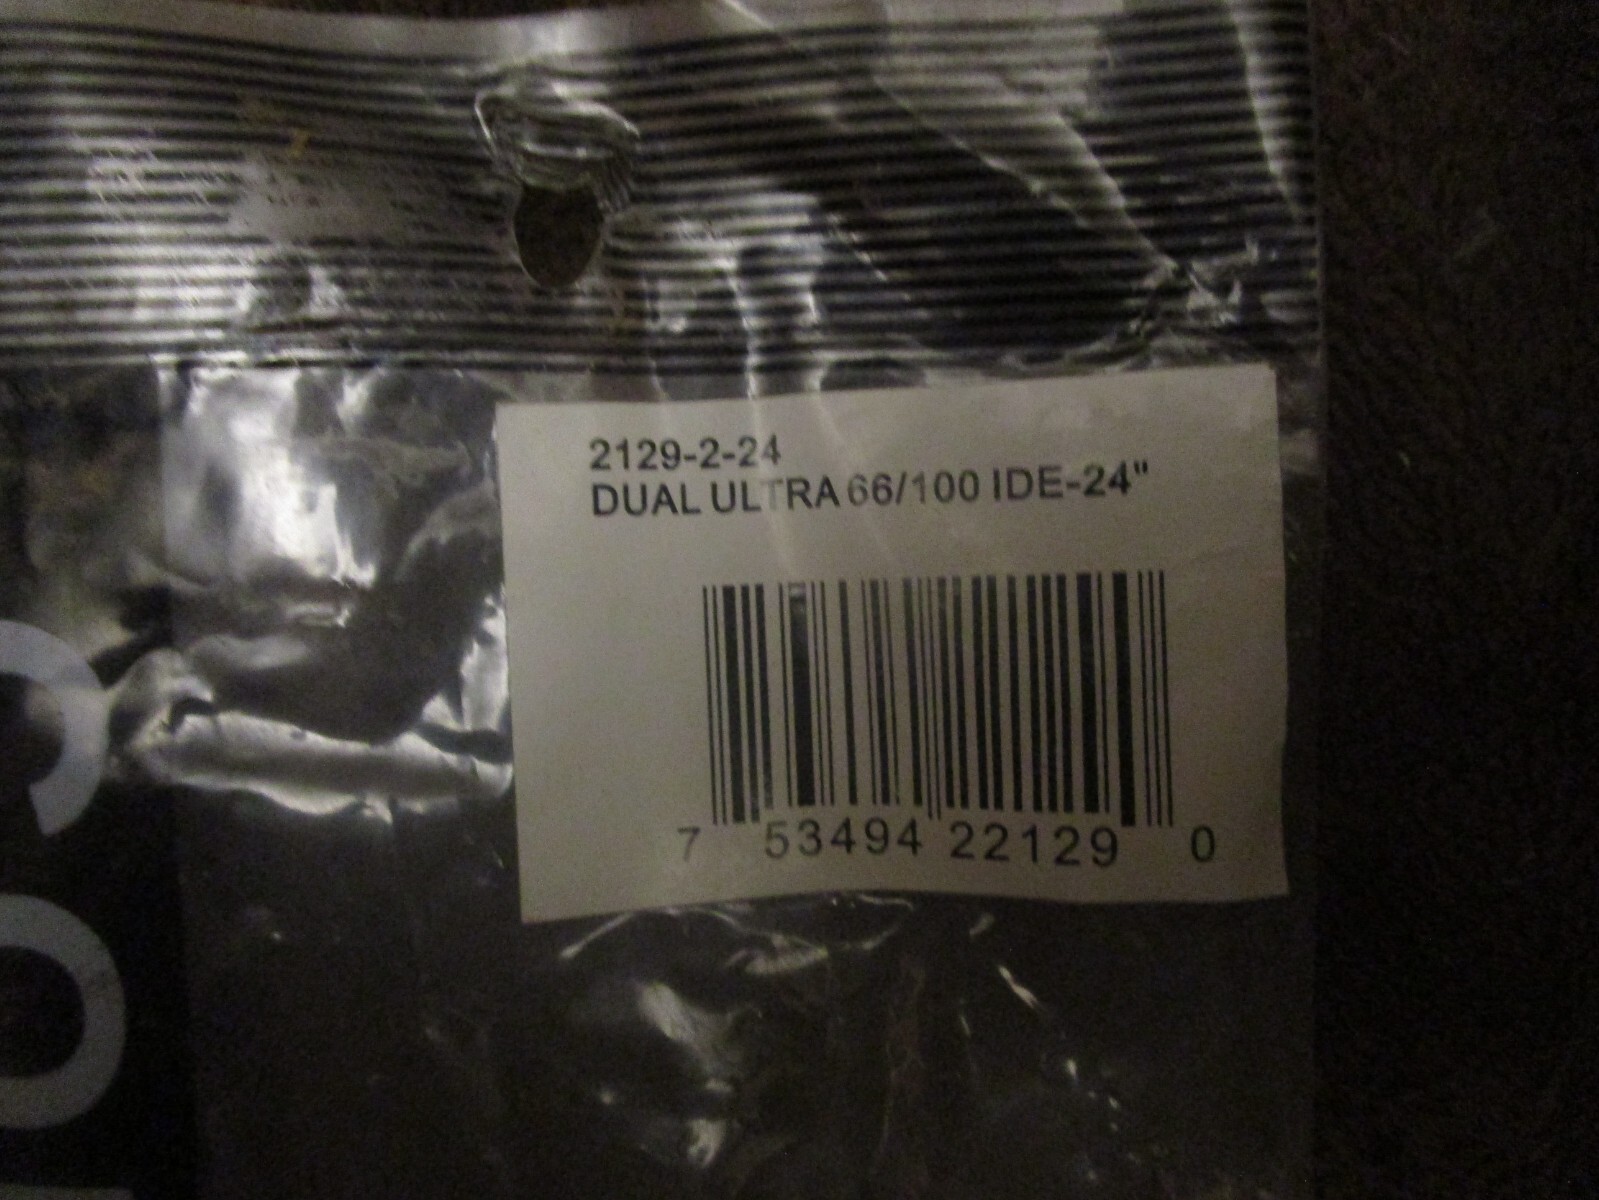 2129-2-24
DUAL ULTRA 66/100 IDE-24"
7 53494 22129 0